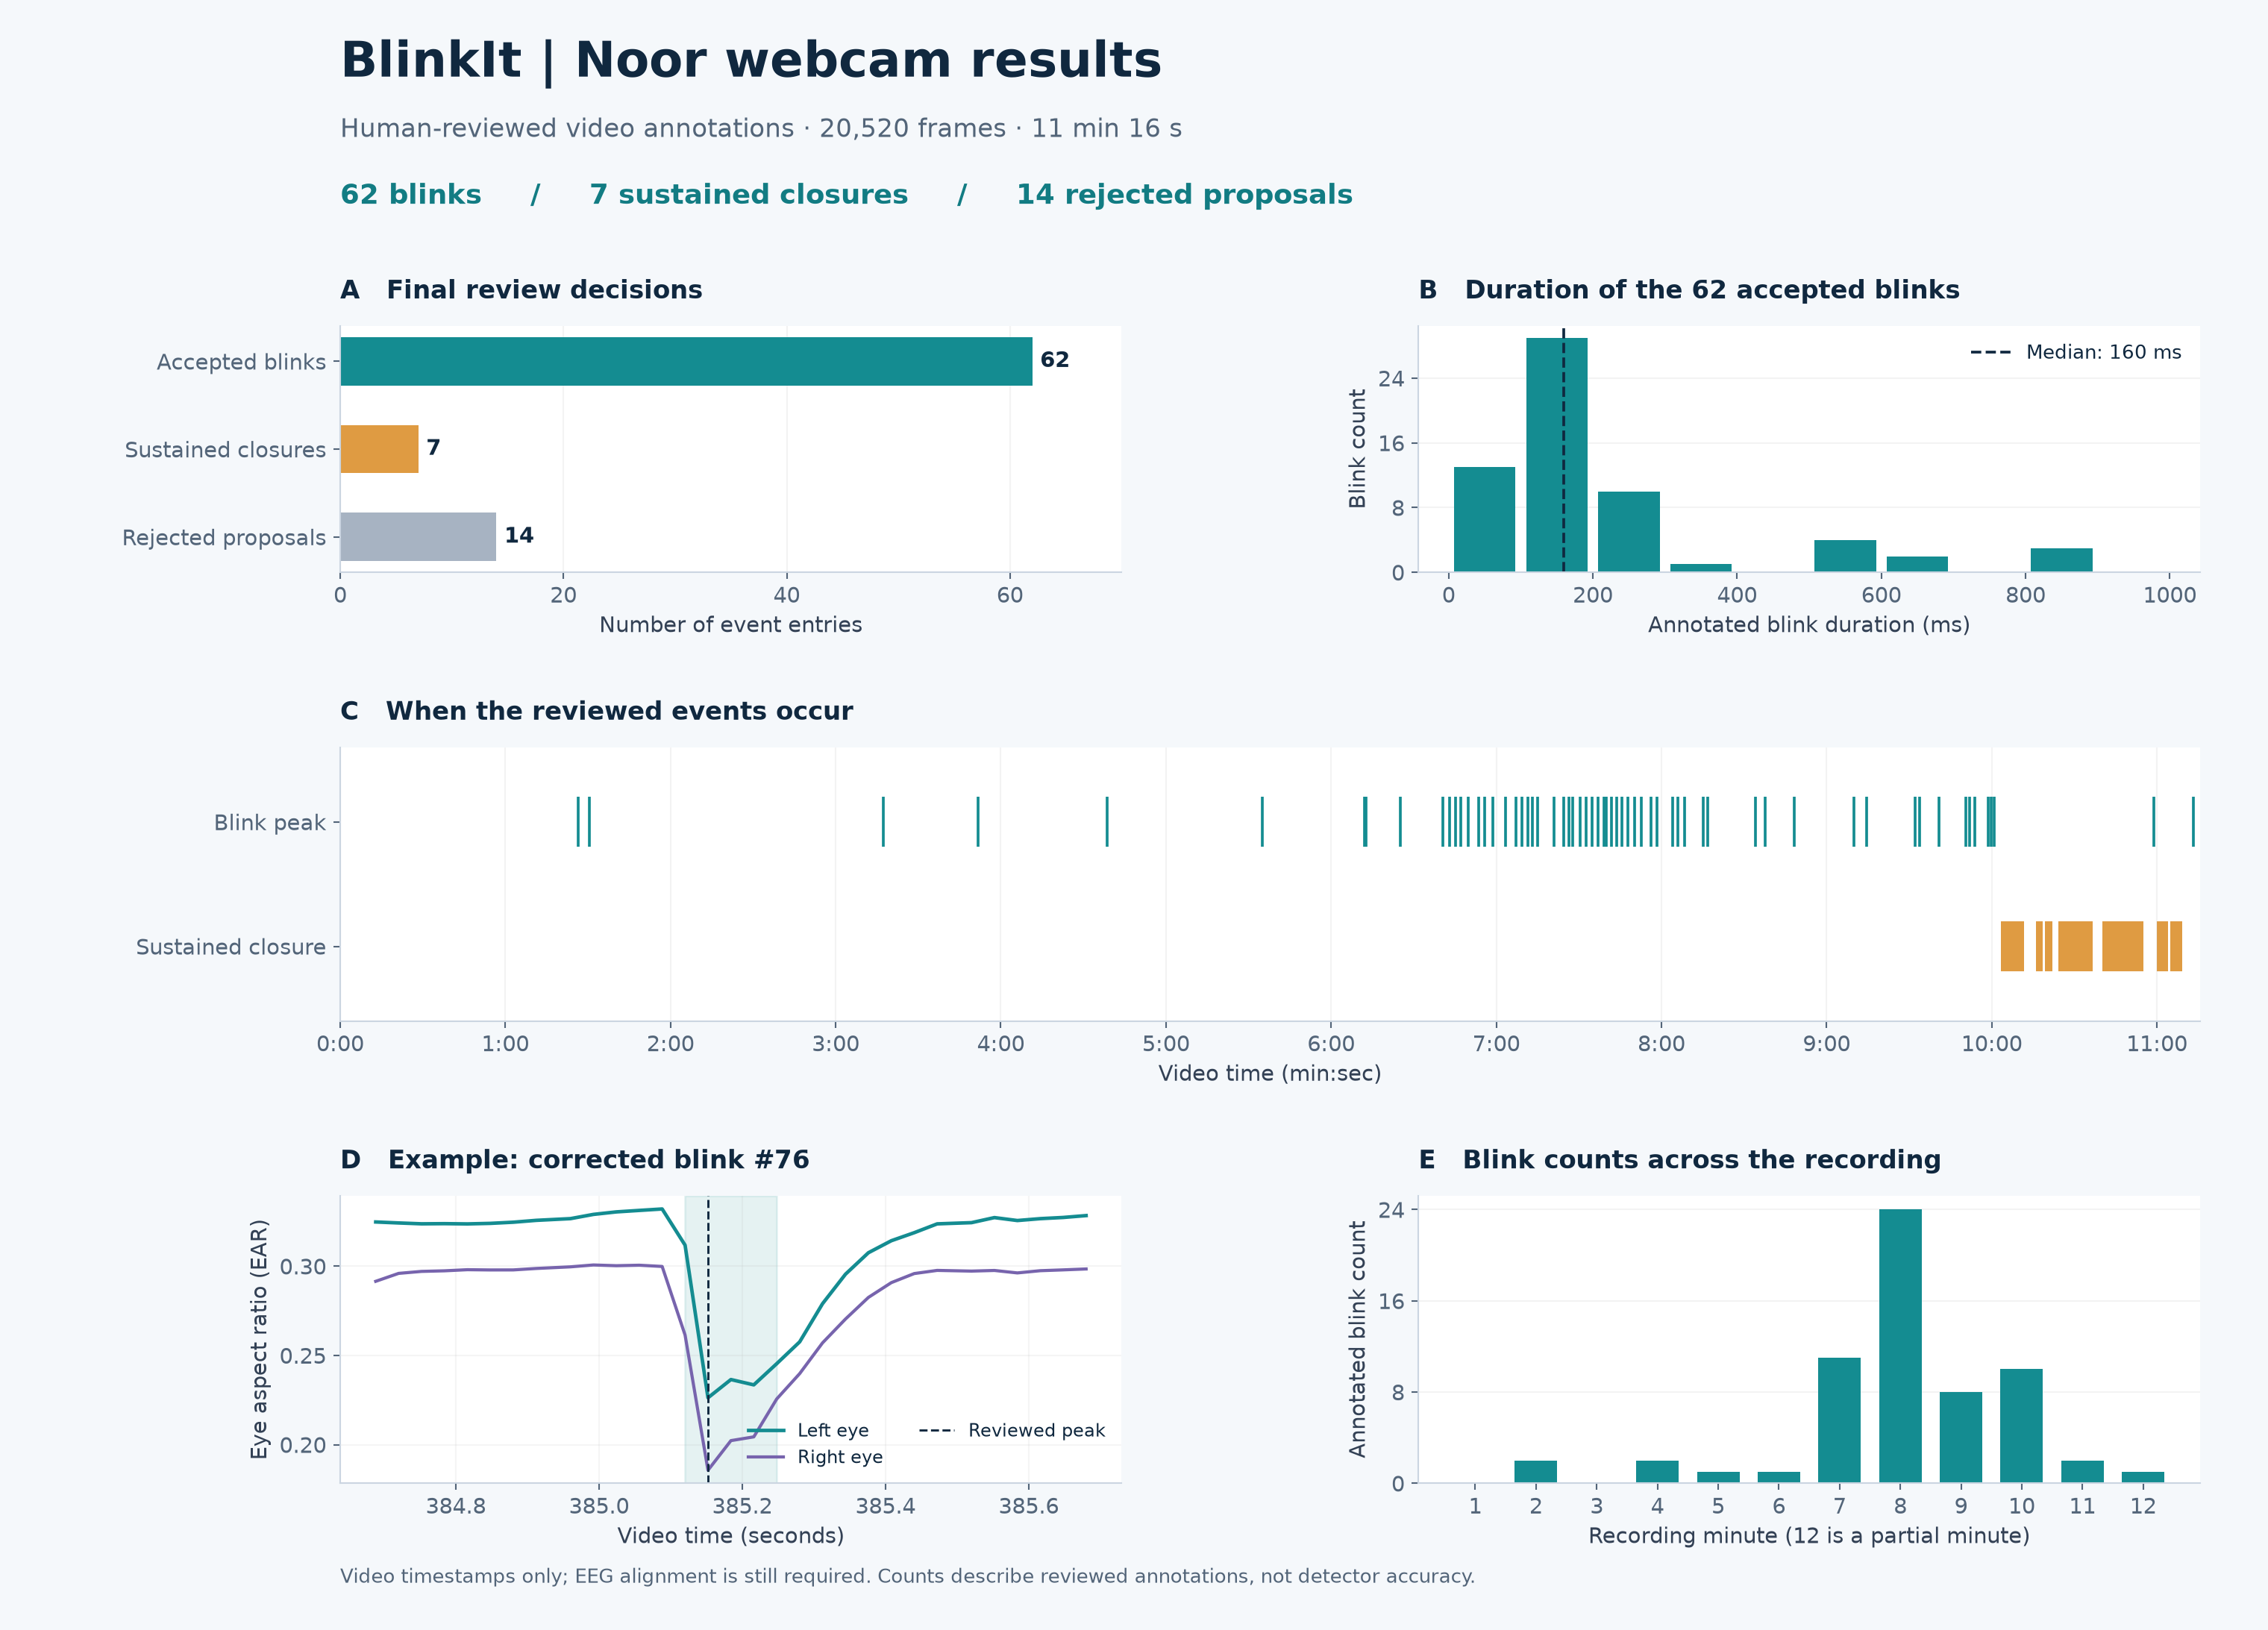 BlinkIt | Noor webcam results
Human-reviewed video annotations · 20,520 frames · 11 min 16 s
62 blinks / 7 sustained closures / 14 rejected proposals
A Final review decisions
Accepted blinks
62
Sustained closures
7
Rejected proposals
14
0 20 40 60
Number of event entries
B Duration of the 62 accepted blinks
Median: 160 ms
Blink count
24
16
8
0
0 200 400 600 800 1000
Annotated blink duration (ms)
C When the reviewed events occur
Blink peak
Sustained closure
0:00 1:00 2:00 3:00 4:00 5:00 6:00 7:00 8:00 9:00 10:00 11:00
Video time (min:sec)
D Example: corrected blink #76
Eye aspect ratio (EAR)
0.30
0.25
0.20
Left eye
Right eye
Reviewed peak
384.8 385.0 385.2 385.4 385.6
Video time (seconds)
E Blink counts across the recording
Annotated blink count
24
16
8
0
1 2 3 4 5 6 7 8 9 10 11 12
Recording minute (12 is a partial minute)
Video timestamps only; EEG alignment is still required. Counts describe reviewed annotations, not detector accuracy.